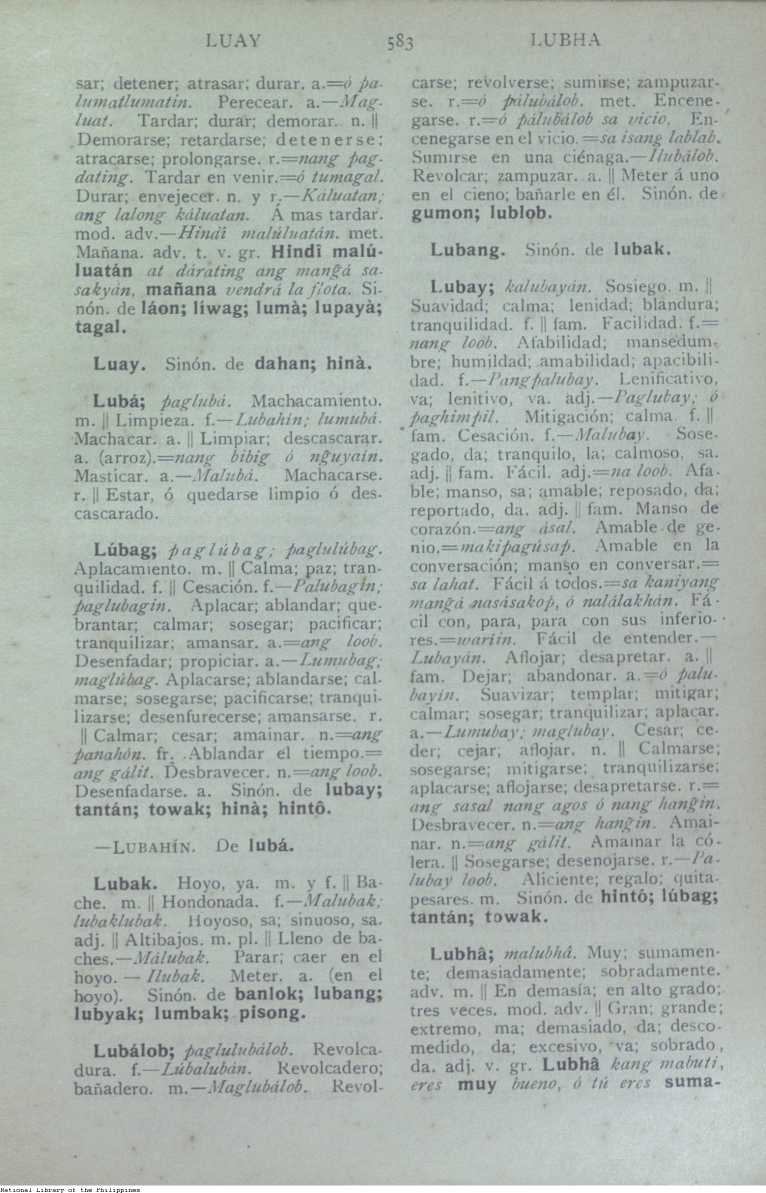 LUAY 583 LUBHA
sar; detener; atrasar; durar. a.=ó pa-
lumatlumatin. Perecear. a.—Mag-
luat. Tardar; durar; demorar. n. ||
Demorarse; retardarse; detenerse;
atracarse; prolongarse. r.=nang pag-
dating. Tardar en venir.=ó tumagal.
Durar; envejecer. n. y r.—Káluatan;
ang lalong káluatan. Á mas tardar.
mod. adv.—Hindî malúluatán. met.
Mañana. adv. t. v. gr. Hindî malú-
luatán at dáráting ang mang̃á sa-
sakyán, mañana vendrá la flota. Si-
nón. de láon; líwag; lumà; lupayà;
tagal.
Luay. Sinón. de dahan; hinà.
Lubá; paglubá. Machacamiento.
m. || Limpieza. f.—Lubahín; lumubá.
Machacar. a. || Limpiar; descascarar.
a. (arroz).=nang bibig ó ng̃uyain.
Masticar. a.—Malubá. Machacarse.
r. || Estar, ó quedarse limpio ó des-
cascarado.
Lúbag; paglúbag; paglulúbag.
Aplacamiento. m. || Calma; paz; tran-
quilidad. f. || Cesación. f.—Palubagín;
paglubagin. Aplacar; ablandar; que-
brantar; calmar; sosegar; pacificar;
tranquilizar; amansar. a.=ang loob.
Desenfadar; propiciar. a.—Lumubag;
maglúbag. Aplacarse; ablandarse; cal-
marse; sosegarse; pacificarse; tranqui-
lizarse; desenfurecerse; amansarse. r.
|| Calmar; cesar; amainar. n.=ang
panahón. fr. Ablandar el tiempo.=
ang gálit. Desbravecer. n.=ang loob.
Desenfadarse. a. Sinón. de lubay;
tantán; towak; hinà; hintô.
—LUBAHÍN. De lubá.
Lubak. Hoyo, ya. m. y f. || Ba-
che. m. || Hondonada. f.—Malubak;
lubaklubak. Hoyoso, sa; sinuoso, sa.
adj. || Altibajos. m. pl. || Lleno de ba-
ches.—Málubak. Parar; caer en el
hoyo.—Ilubak. Meter. a. (en el
hoyo). Sinón. de banlok; lubang;
lubyak; lumbak; pisong.
Lubálob; paglulubálob. Revolca-
dura. f.—Lúbalubán. Revolcadero;
bañadero. m.—Maglubálob. Revol-
carse; revolverse; sumirse; zampuzar-
se. r.=ó pálubálob. met. Encene-
garse. r.=ó pálubálob sa vicio. En-
cenegarse en el vicio.=sa isang lablab.
Sumirse en una ciénaga.—Ilubálob.
Revolcar; zampuzar. a. || Meter á uno
en el cieno; bañarle en él. Sinón. de
gumon; lublob.
Lubang. Sinón. de lubak.
Lubay; kalubayán. Sosiego. m. ||
Suavidad; calma; lenidad; blandura;
tranquilidad. f. || fam. Facilidad. f.=
nang loob. Afabilidad; mansedum-
bre; humildad; amabilidad; apacibili-
dad. f.—Pangpalubay. Lenificativo,
va; lenitivo, va. adj.—Paglubay; ó
paghimpil. Mitigación; calma. f. ||
fam. Cesación. f.—Malubay. Sose-
gado, da; tranquilo, la; calmoso, sa.
adj. || fam. Fácil. adj.=na loob. Afa-
ble; manso, sa; amable; reposado, da;
reportado, da. adj. || fam. Manso de
corazón.=ang ásal. Amable de ge-
nio.=makipagúsap. Amable en la
conversación; manso en conversar.=
sa lahat. Fácil á todos.=sa kaniyang
mang̃á nasásakop, ó nalálakhán. Fá-
cil con, para, para con sus inferio-
res.=wariin. Fácil de entender.—
Lubayán. Aflojar; desapretar. a. ||
fam. Dejar; abandonar. a.=ó palu-
bayin. Suavizar; templar; mitigar;
calmar; sosegar; tranquilizar; aplacar.
a.—Lumubay; maglubay. Cesar; ce-
der; cejar; aflojar. n. || Calmarse;
sosegarse; mitigarse; tranquilizarse;
aplacarse; aflojarse; desapretarse. r.=
ang sasal nang agos ó nang hang̃in.
Desbravecer. n.=ang hang̃in. Amai-
nar. n.=ang gálit. Amainar la có-
lera. || Sosegarse; desenojarse. r.—Pa-
lubay loob. Aliciente; regalo; quita-
pesares. m. Sinón. de hintó; lúbag;
tantán; towak.
Lubhâ; malubhâ. Muy; sumamen-
te; demasiadamente; sobradamente.
adv. m. || En demasía; en alto grado;
tres veces. mod. adv. || Gran; grande;
extremo, ma; demasiado, da; desco-
medido, da; excesivo, va; sobrado,
da. adj. v. gr. Lubhâ kang mabuti,
eres muy bueno, ó tú eres suma-
National Library of the Philippines